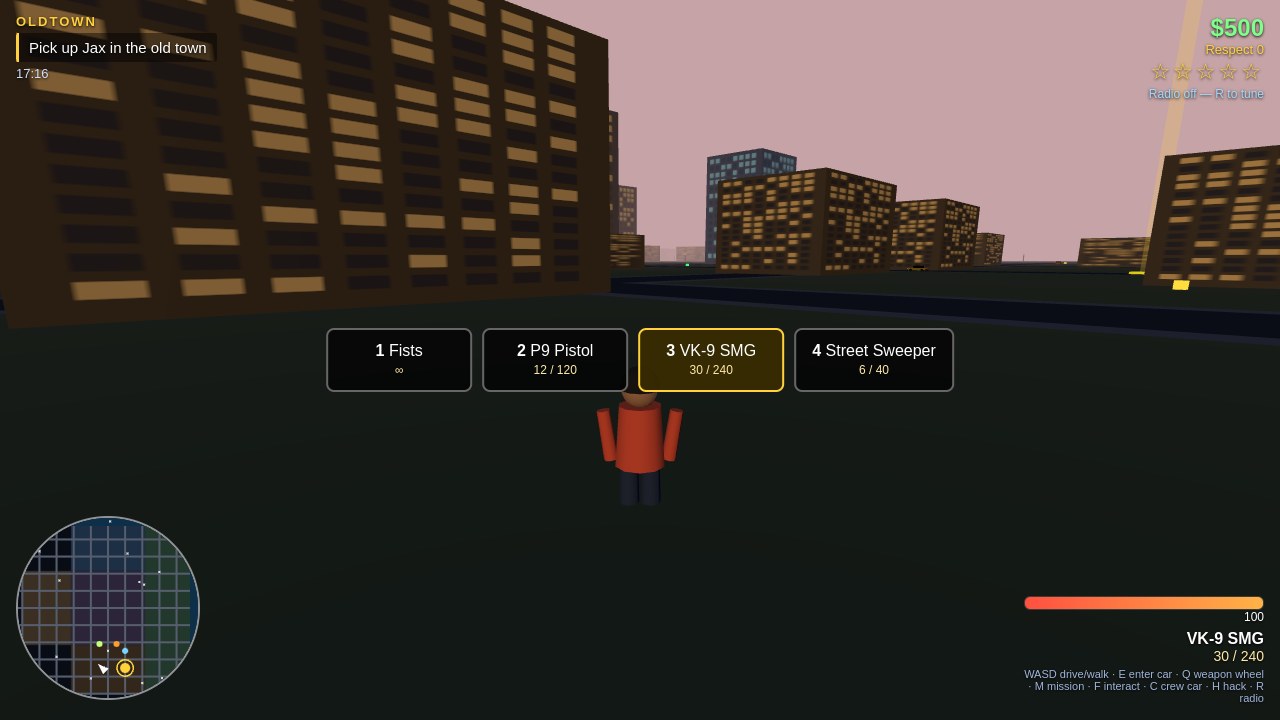 OLDTOWN
Pick up Jax in the old town
17:16
$500
Respect 0
☆☆☆☆☆
Radio off — R to tune
1 Fists
∞
2 P9 Pistol
12 / 120
3 VK-9 SMG
30 / 240
4 Street Sweeper
6 / 40
100
VK-9 SMG
30 / 240
WASD drive/walk · E enter car · Q weapon wheel
· M mission · F interact · C crew car · H hack · R
radio